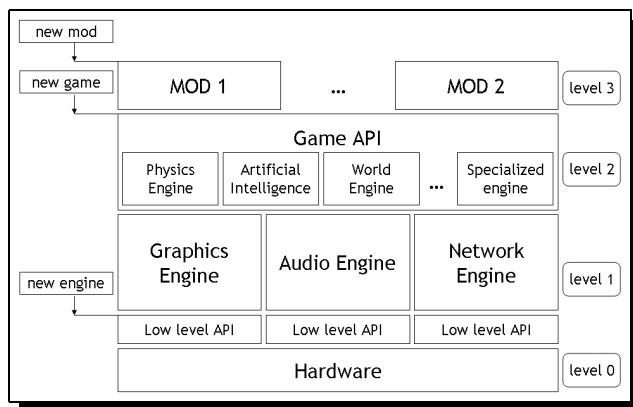 new mod
new game
MOD 1
...
MOD 2
level 3
Game API
Physics
Engine
Artificial
Intelligence
World
Engine
...
Specialized
engine
level 2
Graphics
Engine
Audio Engine
Network
Engine
new engine
level 1
Low level API
Low level API
Low level API
Hardware
level 0